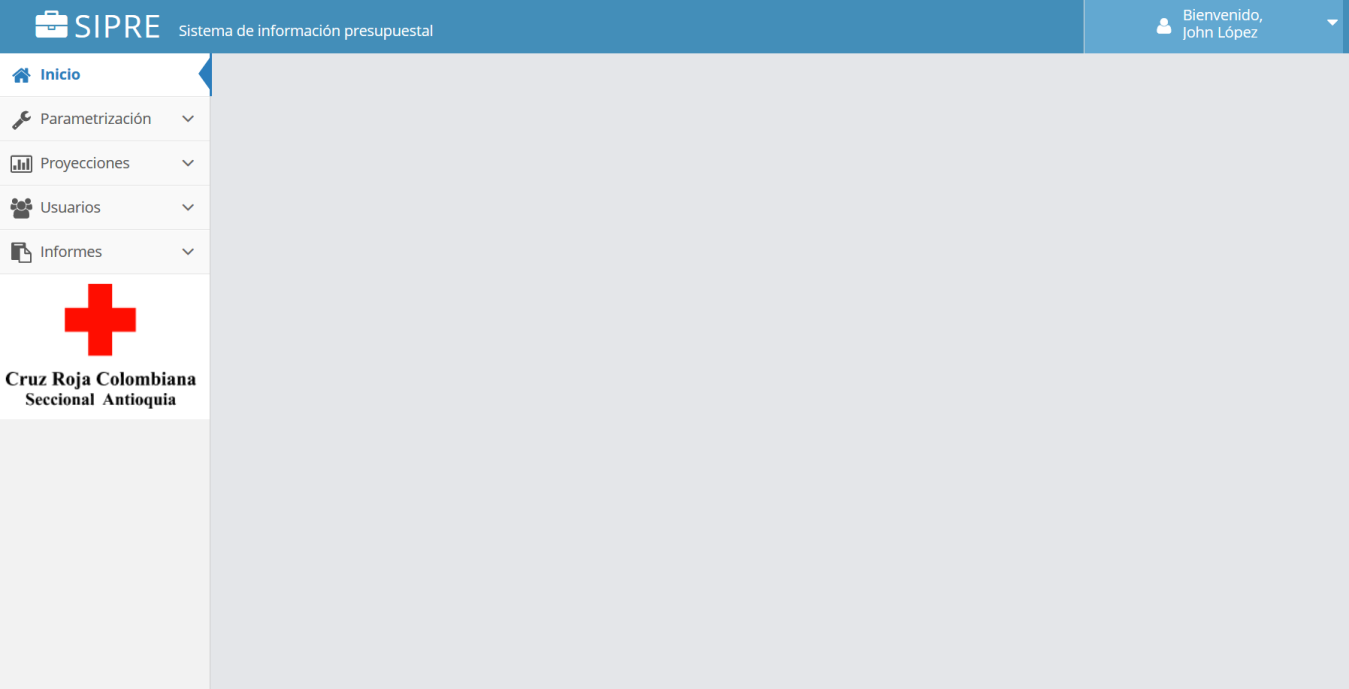 SIPRE Sistema de información presupuestal
Bienvenido,
John López
Inicio
Parametrización
Proyecciones
Usuarios
Informes
Cruz Roja Colombiana
Seccional Antioquia